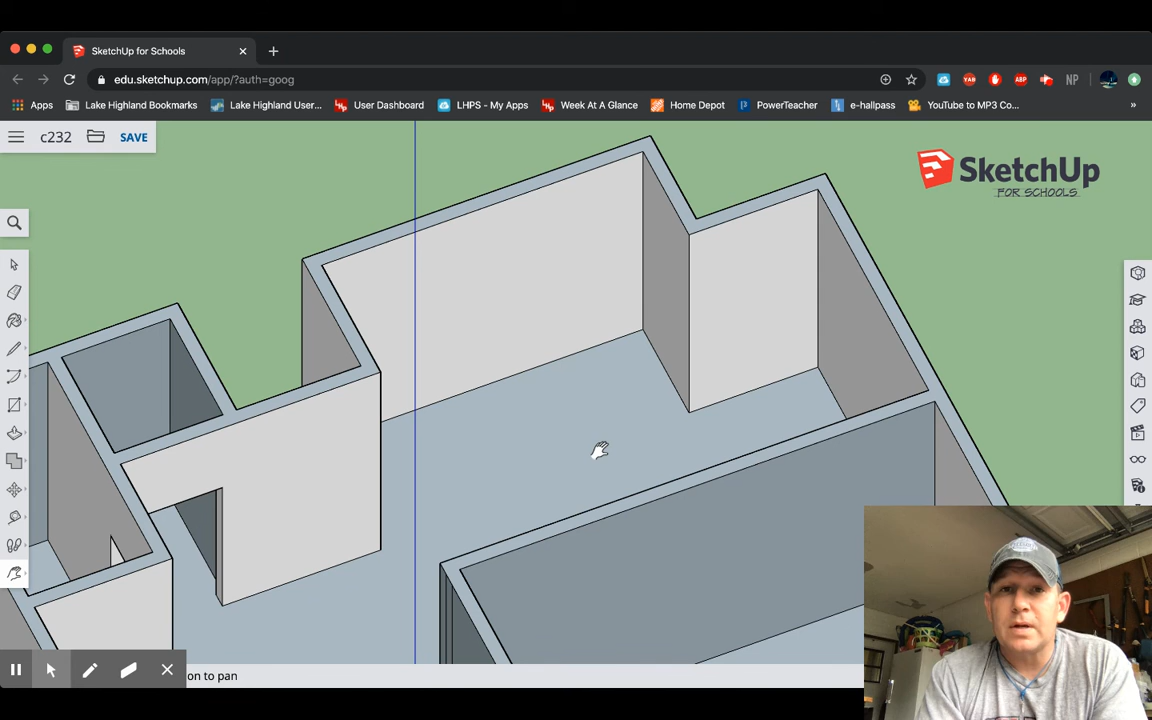 SketchUp for Schools
edu.sketchup.com/app/?auth=goog
ABP
NP
Apps
Lake Highland Bookmarks
Lake Highland User...
User Dashboard
LHPS - My Apps
Week At A Glance
Home Depot
PowerTeacher
e-hallpass
YouTube to MP3 Co...
»
c232
SAVE
SketchUp
FOR SCHOOLS
on to pan